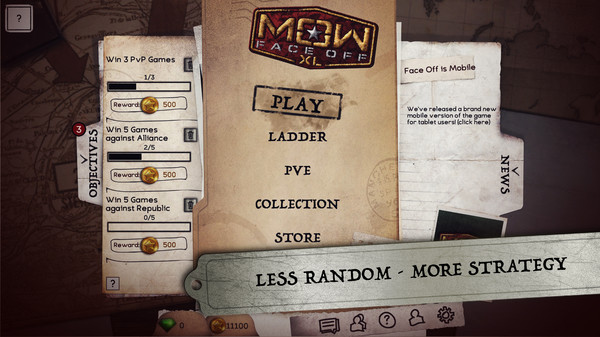 ?
Win 3 PvP Games
1/3
Reward: 500
Win 5 Games
against Alliance
2/5
Reward: 500
Win 5 Games
against Republic
0/5
Reward: 500
?
3
OBJECTIVES
MOW
FACE OFF
XL
PLAY
LADDER
PVE
COLLECTION
STORE
Face Off is Mobile
We've released a brand new
mobile version of the game
for tablet users! (click here)
NEWS
LESS RANDOM - MORE STRATEGY
0
11100
?